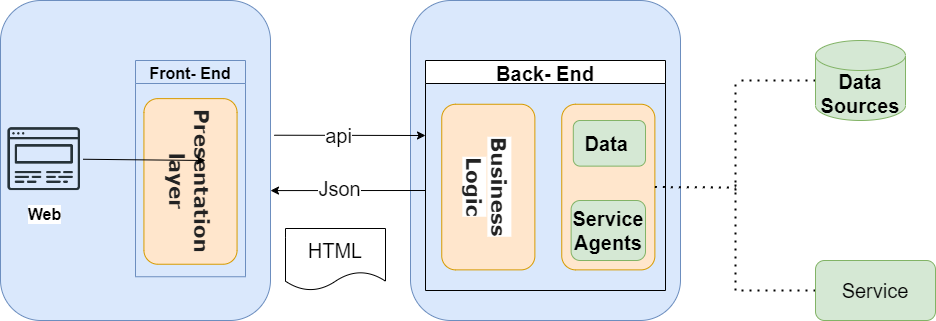 Front- End
Presentation
layer
Web
api
Json
HTML
Back- End
Business
Logic
Data
Service
Agents
Data
Sources
Service